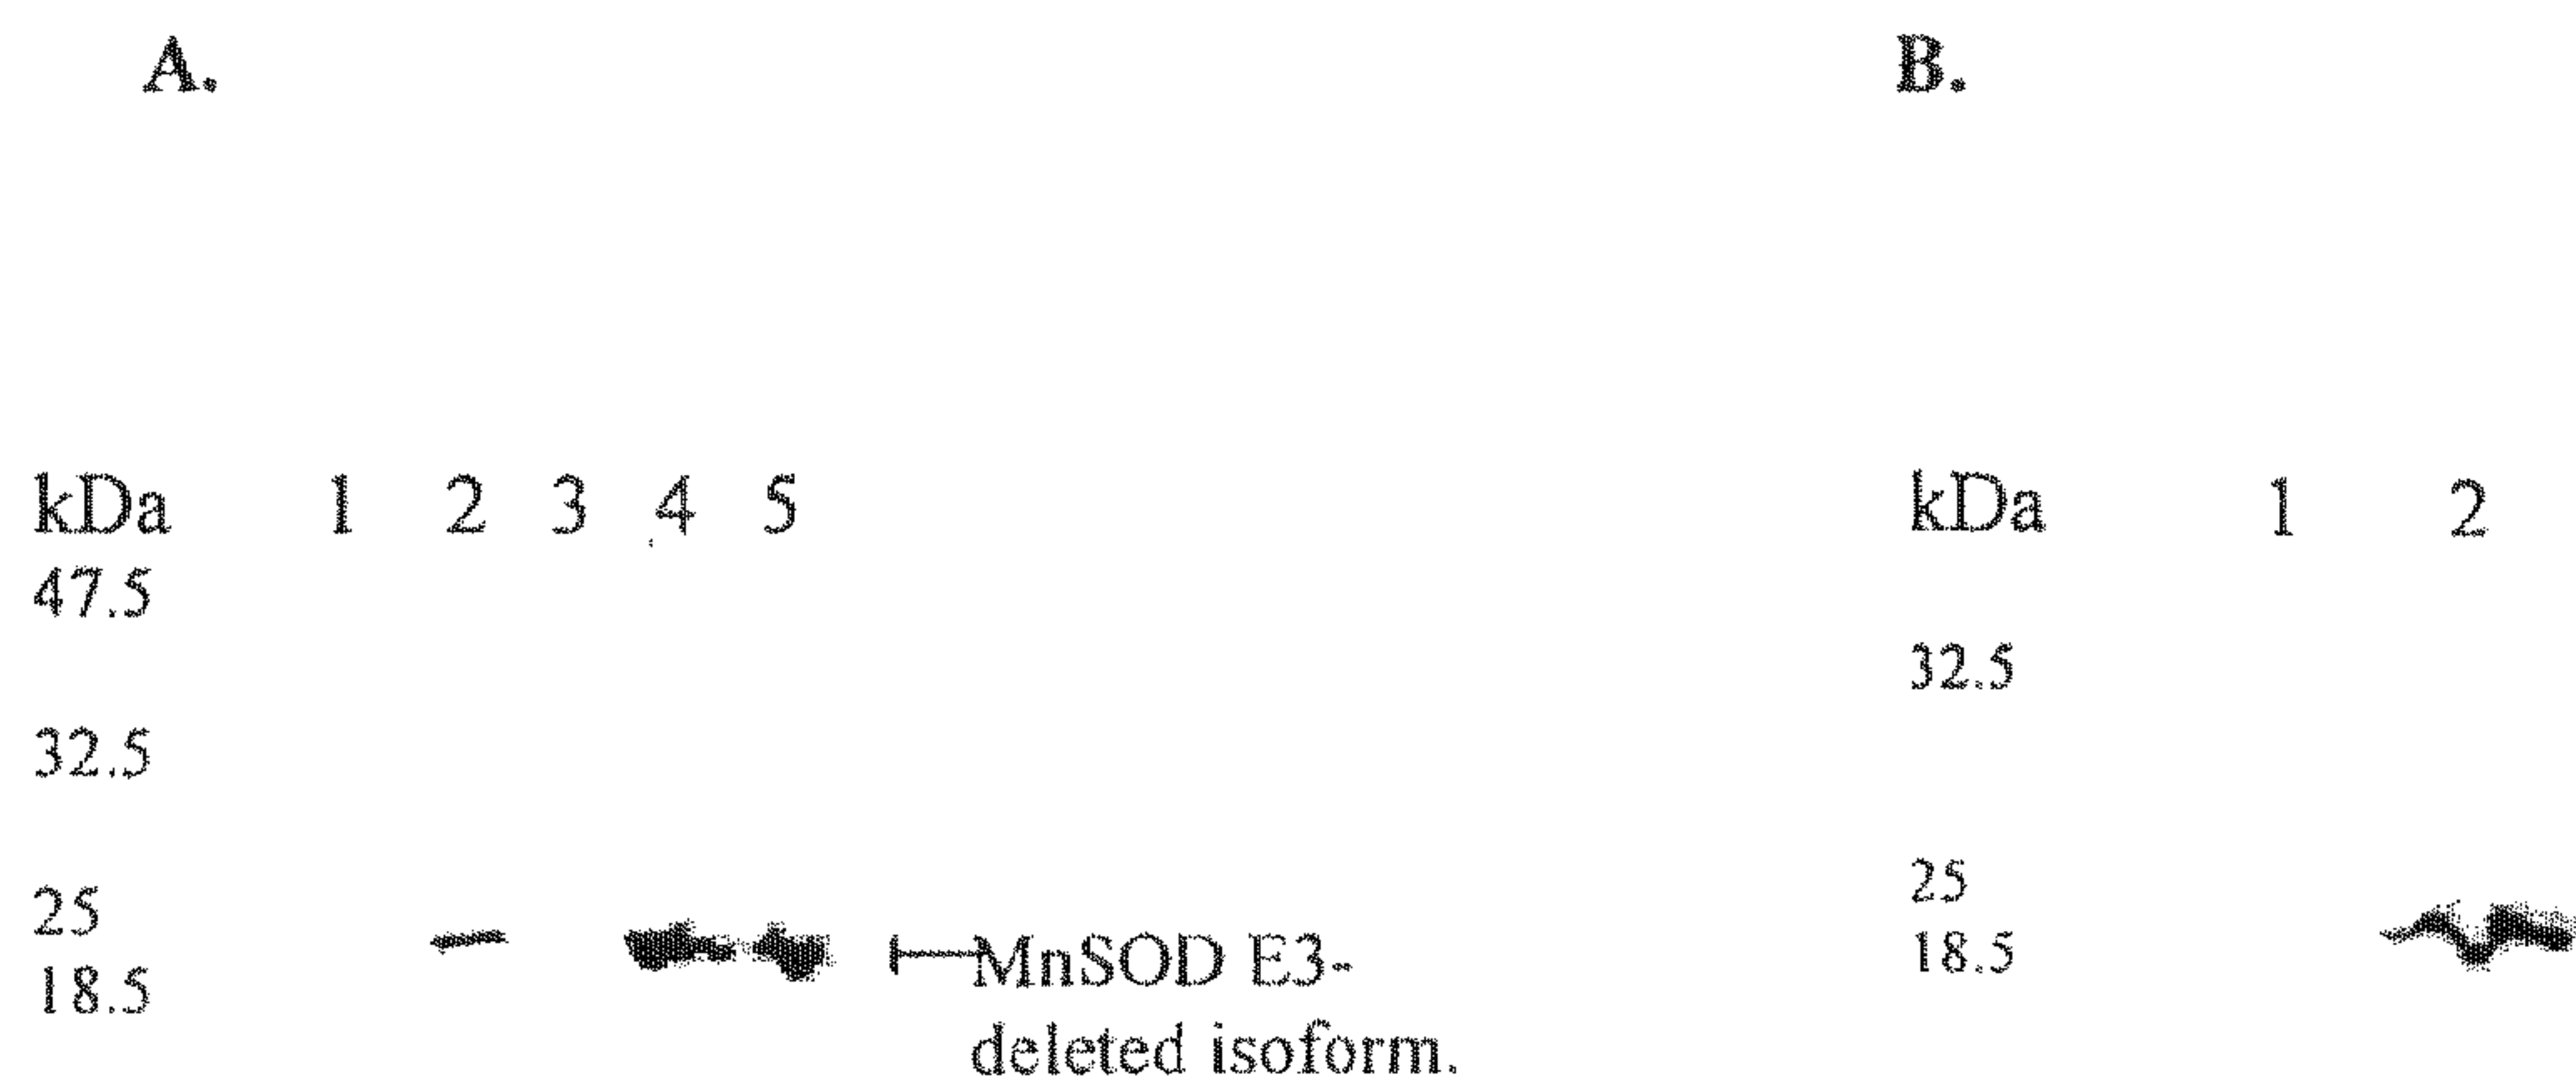 A.
B.
kDa 1 2 3 4 5
47.5
32.5
25
18.5
MnSOD E3-
deleted isoform.
kDa 1 2
32.5
25
18.5